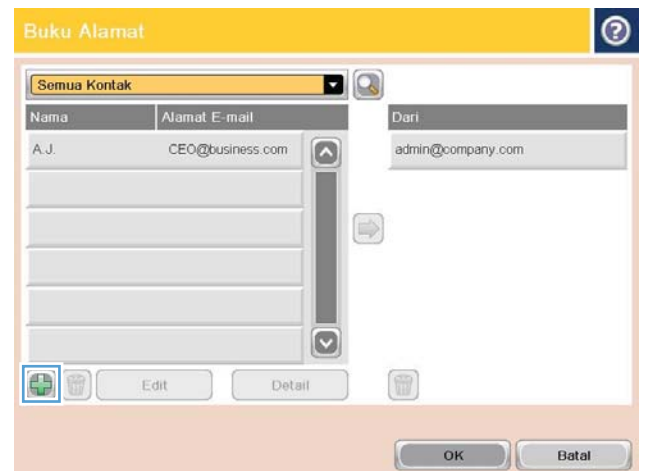 Buku Alamat
?
Semua Kontak
Nama Alamat E-mail Dari
A.J. CEO@business.com admin@company.com
Edit Detail
OK Batal